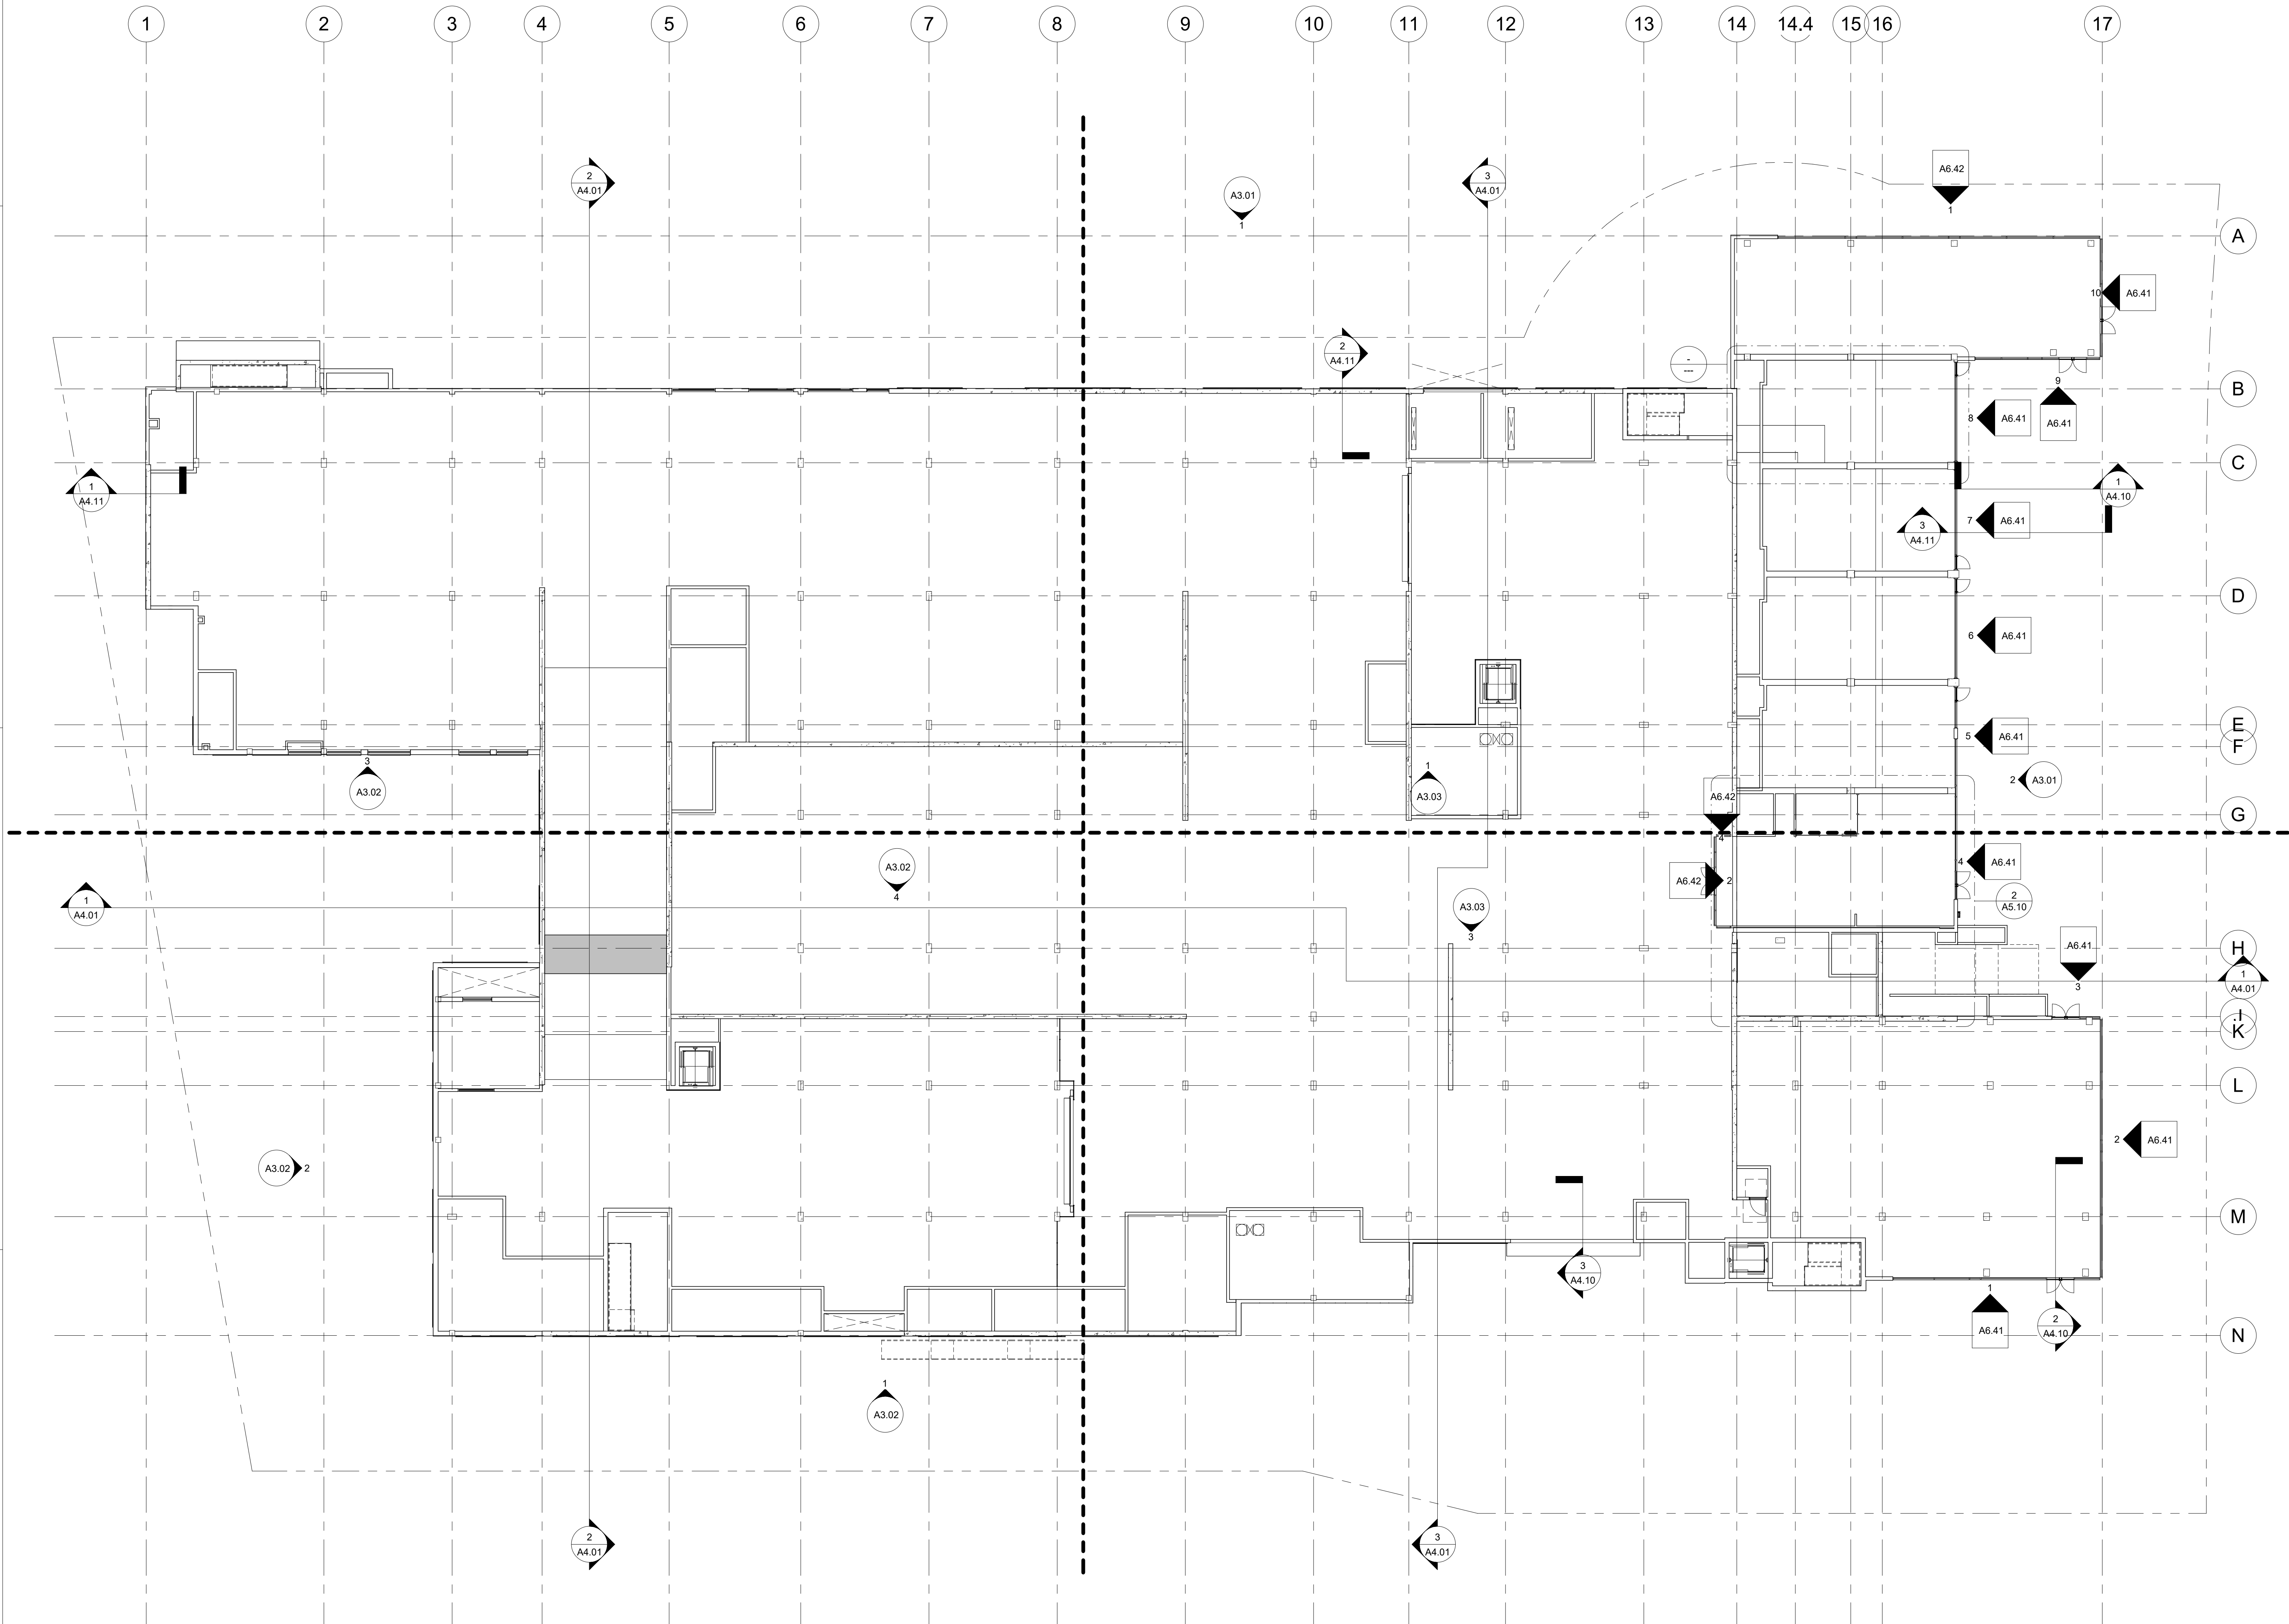 1 2 3 4 5 6 7 8 9 10 11 12 13 14 14.4 15 16 17
A6.42
1
2
A4.01
3
A4.01
A3.01
1
A
10 A6.41
2
A4.11
-
---
9
A6.41
B
8 A6.41
C
1
A4.11
1
A4.10
7 A6.41
3
A4.11
D
6 A6.41
E
5 A6.41
F
3
A3.02
1
A3.03
2 A3.01
A6.42
4
G
A3.02
4
4 A6.41
A6.42 2
2
A5.10
1
A4.01
A3.03
3
A6.41
3
H
1
A4.01
K
L
A3.02 2
2 A6.41
M
3
A4.10
1
A6.41
2
A4.10
N
1
A3.02
2
A4.01
3
A4.01